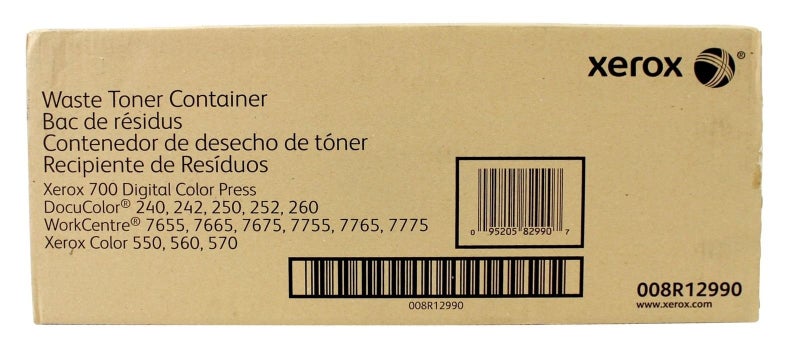 xerox ®
Waste Toner Container
Bac de résidus
Contenedor de desecho de tóner
Recipiente de Resíduos
Xerox 700 Digital Color Press
DocuColor® 240, 242, 250, 252, 260
WorkCentre® 7655, 7665, 7675, 7755, 7765, 7775
Xerox Color 550, 560, 570
0 95205 82990 7
008R12990
008R12990
www.xerox.com